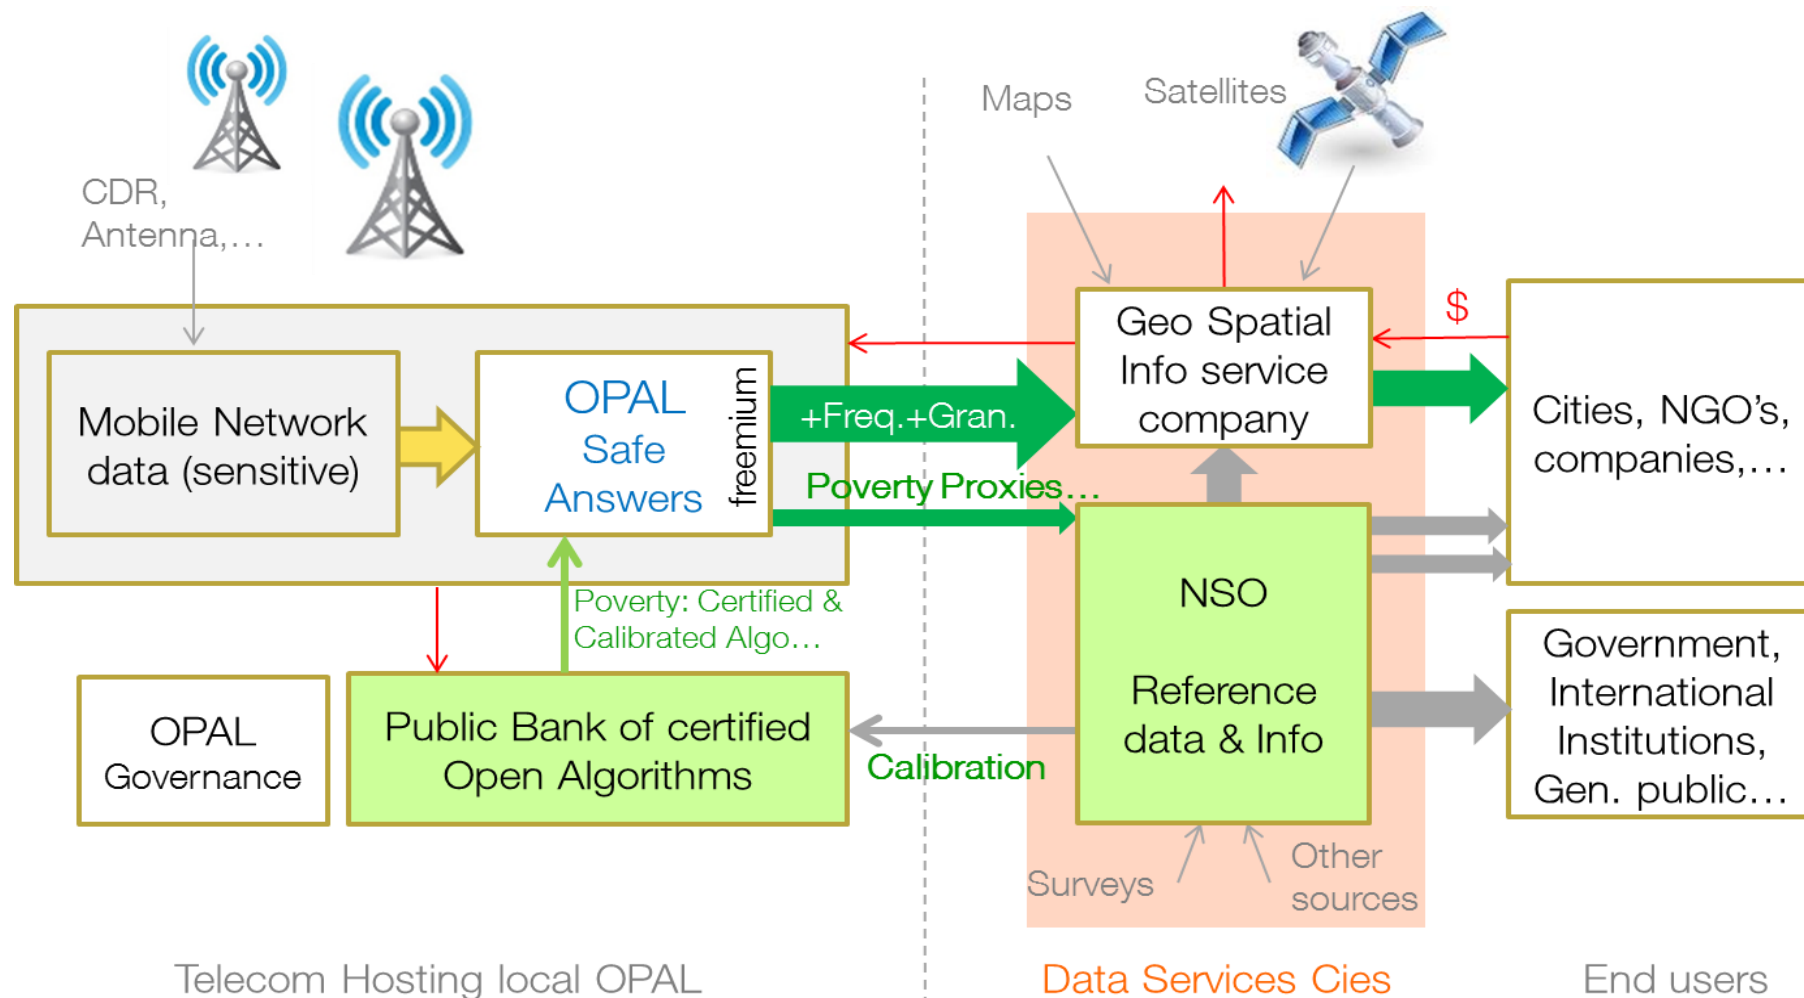 Maps
Satellites
CDR,
Antenna,...
Mobile Network
data (sensitive)
OPAL
Safe
Answers
freemium
+Freq.+Gran.
Poverty Proxies...
Geo Spatial
Info service
company
$
Cities, NGO's,
companies,...
Poverty: Certified &
Calibrated Algo...
NSO
Reference
data & Info
Government,
International
Institutions,
Gen. public...
OPAL
Governance
Public Bank of certified
Open Algorithms
Calibration
Surveys
Other
sources
Telecom Hosting local OPAL
Data Services Cies
End users